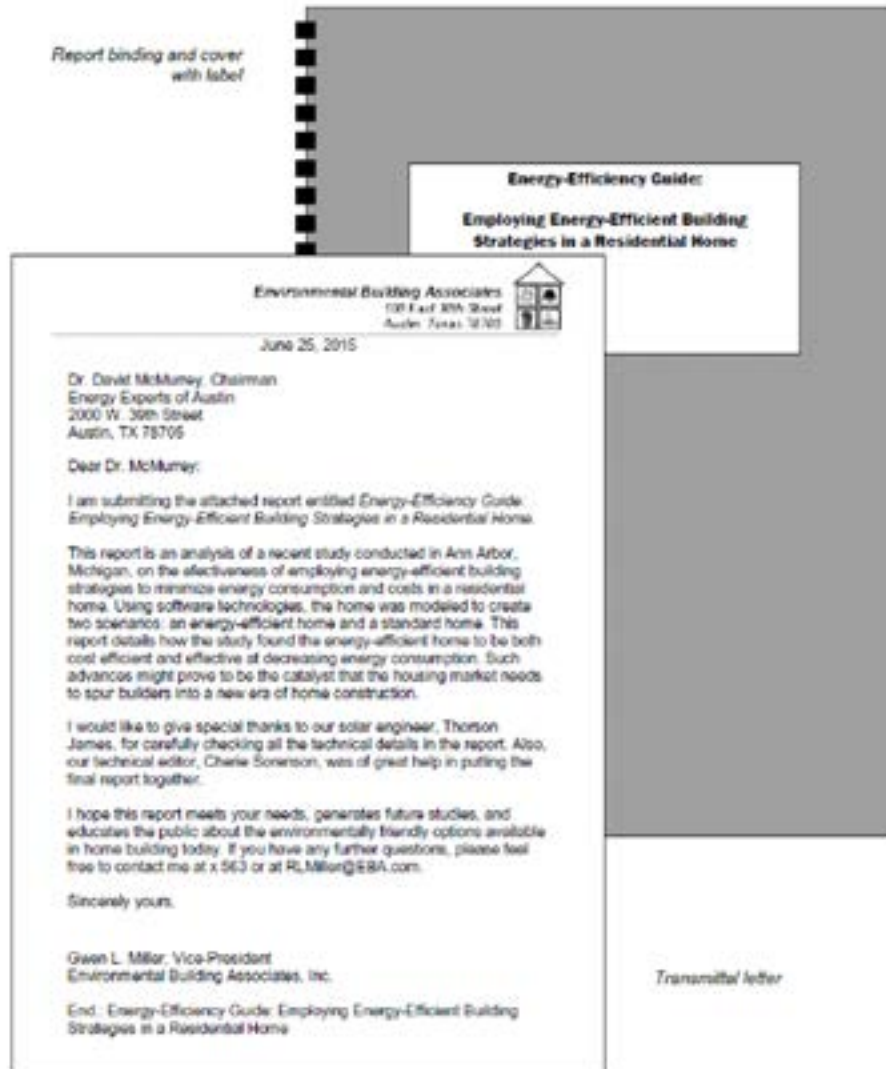 Report binding and cover
with label
Energy-Efficiency Guide:
Employing Energy-Efficient Building
Strategies in a Residential Home
Environmental Building Associates
East 30th Street
Austin, Texas
June 25, 2015
Dr. David McMurrey, Chairman
Energy Experts of Austin
2000 W. 39th Street
Austin, TX 78705
Dear Dr. McMurrey:
I am submitting the attached report entitled Energy-Efficiency Guide:
Employing Energy-Efficient Building Strategies in a Residential Home.
This report is an analysis of a recent study conducted in Ann Arbor,
Michigan, on the effectiveness of employing energy-efficient building
strategies to minimize energy consumption and costs in a residential
home. Using software technologies, the home was modeled to create
two scenarios: an energy-efficient home and a standard home. This
report details how the study found the energy-efficient home to be both
cost efficient and effective at decreasing energy consumption. Such
advances might prove to be the catalyst that the housing market needs
to spur builders into a new era of home construction.
I would like to give special thanks to our solar engineer, Thorson
James, for carefully checking all the technical details in the report. Also,
our technical editor, Cherie Sorenson, was of great help in putting the
final report together.
I hope this report meets your needs, generates future studies, and
educates the public about the environmentally friendly options available
in home building today. If you have any further questions, please feel
free to contact me at x 563 or at RLMiller@EBA.com.
Sincerely yours,
Gwen L. Miller, Vice-President
Environmental Building Associates, Inc.
Encl.: Energy-Efficiency Guide: Employing Energy-Efficient Building
Strategies in a Residential Home
Transmittal letter